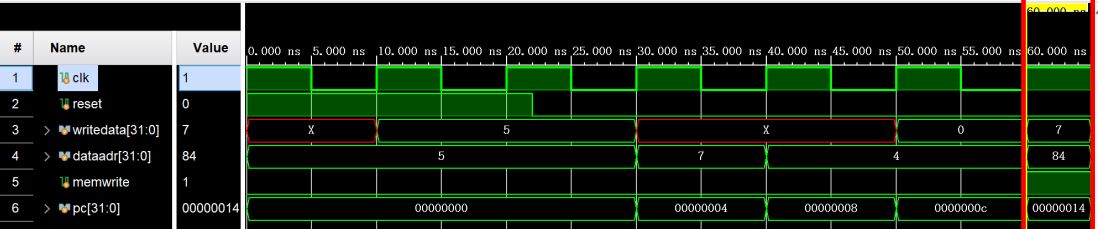 60.000 ns
# Name Value
0.000 ns 5.000 ns 10.000 ns 15.000 ns 20.000 ns 25.000 ns 30.000 ns 35.000 ns 40.000 ns 45.000 ns 50.000 ns 55.000 ns 60.000 ns
1 clk 1
2 reset 0
3 writedata[31:0] 7 X 5 X 0 7
4 dataadr[31:0] 84 5 7 4 84
5 memwrite 1
6 pc[31:0] 00000014 00000000 00000004 00000008 0000000c 00000014